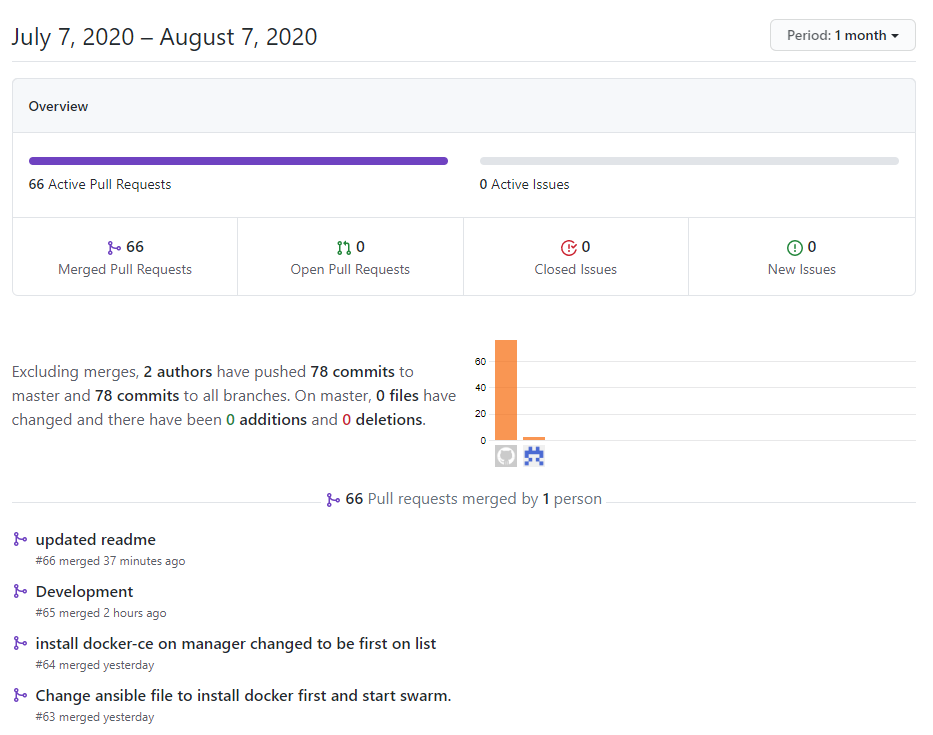 July 7, 2020 – August 7, 2020
Period: 1 month
Overview
66 Active Pull Requests
0 Active Issues
66
Merged Pull Requests
0
Open Pull Requests
0
Closed Issues
0
New Issues
Excluding merges, 2 authors have pushed 78 commits to
master and 78 commits to all branches. On master, 0 files have
changed and there have been 0 additions and 0 deletions.
60
40
20
0
66 Pull requests merged by 1 person
updated readme
#66 merged 37 minutes ago
Development
#65 merged 2 hours ago
install docker-ce on manager changed to be first on list
#64 merged yesterday
Change ansible file to install docker first and start swarm.
#63 merged yesterday